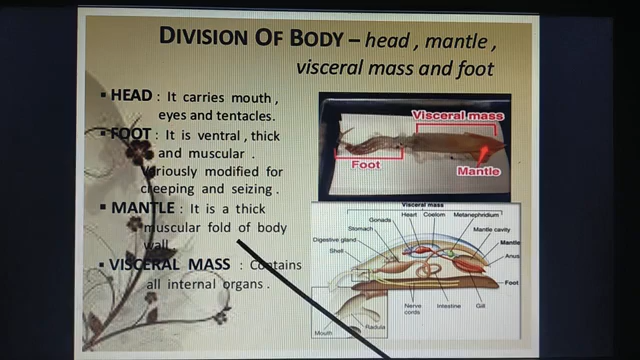 DIVISION OF BODY – head , mantle ,
visceral mass and foot
▪ HEAD : It carries mouth ,
eyes and tentacles.
▪ FOOT : It is ventral , thick
and muscular .
Variously modified for
creeping and seizing .
▪ MANTLE : It is a thick
muscular fold of body
wall
▪ VISCERAL MASS : Contains
all internal organs .
Visceral mass
Foot
Mantle
Visceral mass
Heart Coelom Metanephridium
Gonads
Stomach
Mantle cavity
Digestive gland
Mantle
Shell
Anus
Foot
Nerve cords
Intestine
Gill
Mouth
Radula